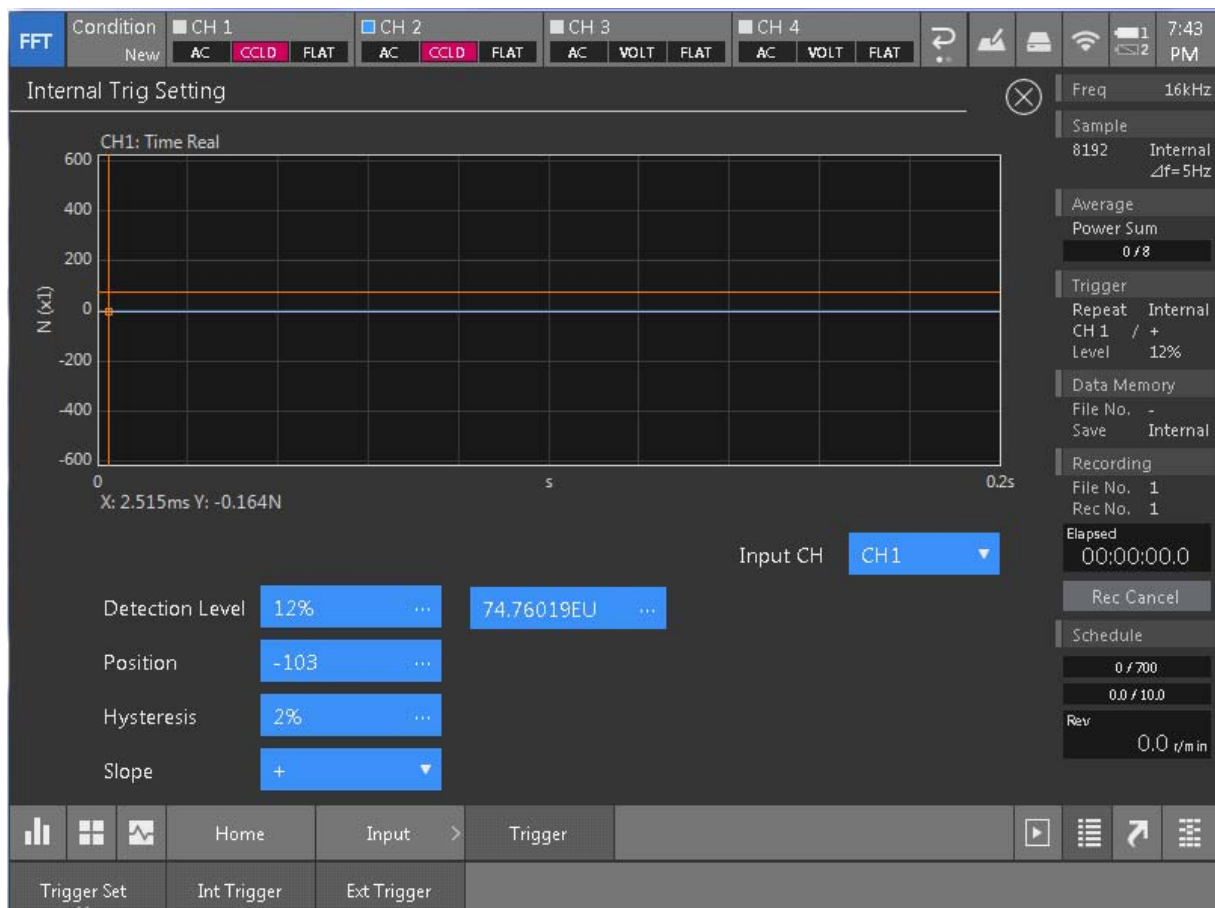 FFT
Condition
New
CH 1
AC CCLD FLAT
CH 2
AC CCLD FLAT
CH 3
AC VOLT FLAT
CH 4
AC VOLT FLAT
1
2
7:43
PM
Internal Trig Setting
CH1: Time Real
600
400
200
0
-200
-400
-600
N (x1)
0
s
0.2s
X: 2.515ms Y: -0.164N
Input CH CH1
Detection Level 12% ... 74.76019EU ...
Position -103 ...
Hysteresis 2% ...
Slope +
Freq 16kHz
Sample
8192 Internal
⊿f=5Hz
Average
Power Sum
0 / 8
Trigger
Repeat Internal
CH 1 / +
Level 12%
Data Memory
File No. -
Save Internal
Recording
File No. 1
Rec No. 1
Elapsed
00:00:00.0
Rec Cancel
Schedule
0 / 700
0.0 / 10.0
Rev
0.0 r/min
Home Input > Trigger
Trigger Set Int Trigger Ext Trigger